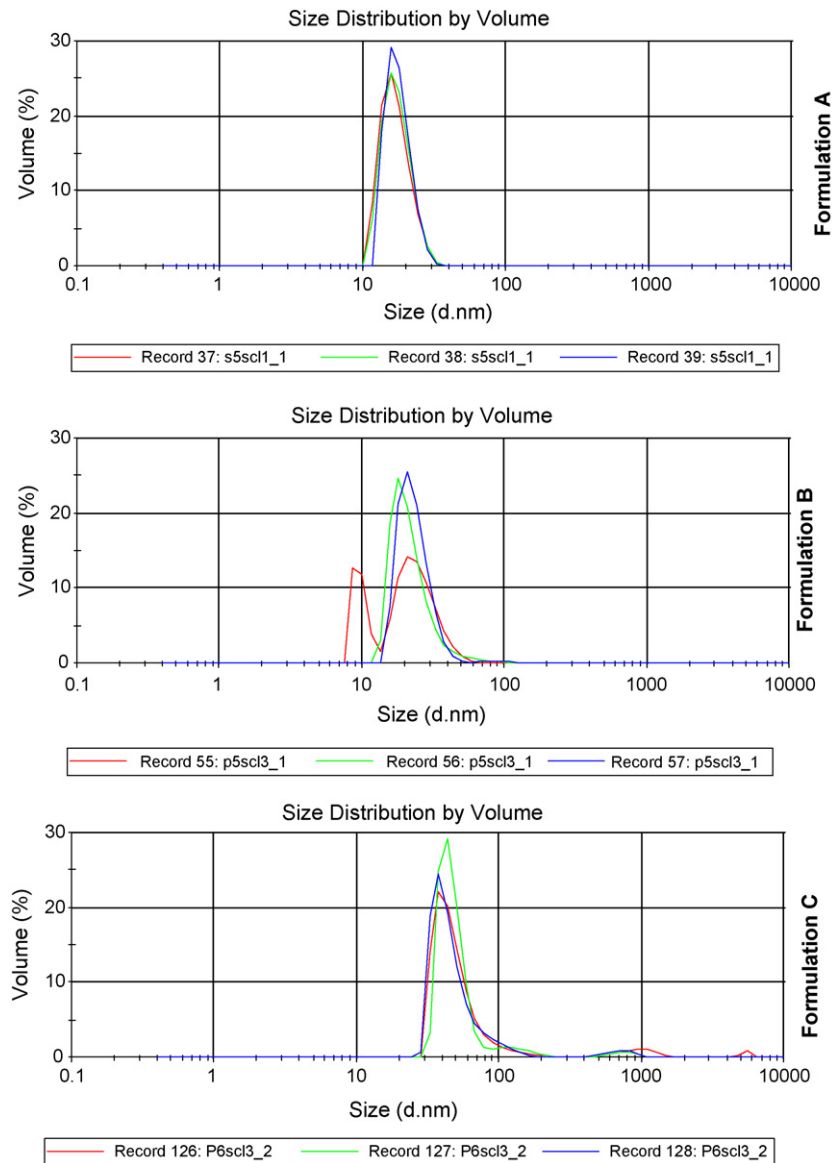 Size Distribution by Volume
30
20
10
0
Volume (%)
0.1 1 10 100 1000 10000
Size (d.nm)
Formulation A
Record 37: s5scl1_1 Record 38: s5scl1_1 Record 39: s5scl1_1
Size Distribution by Volume
30
20
10
0
Volume (%)
0.1 1 10 100 1000 10000
Size (d.nm)
Formulation B
Record 55: p5scl3_1 Record 56: p5scl3_1 Record 57: p5scl3_1
Size Distribution by Volume
30
20
10
0
Volume (%)
0.1 1 10 100 1000 10000
Size (d.nm)
Formulation C
Record 126: P6scl3_2 Record 127: P6scl3_2 Record 128: P6scl3_2